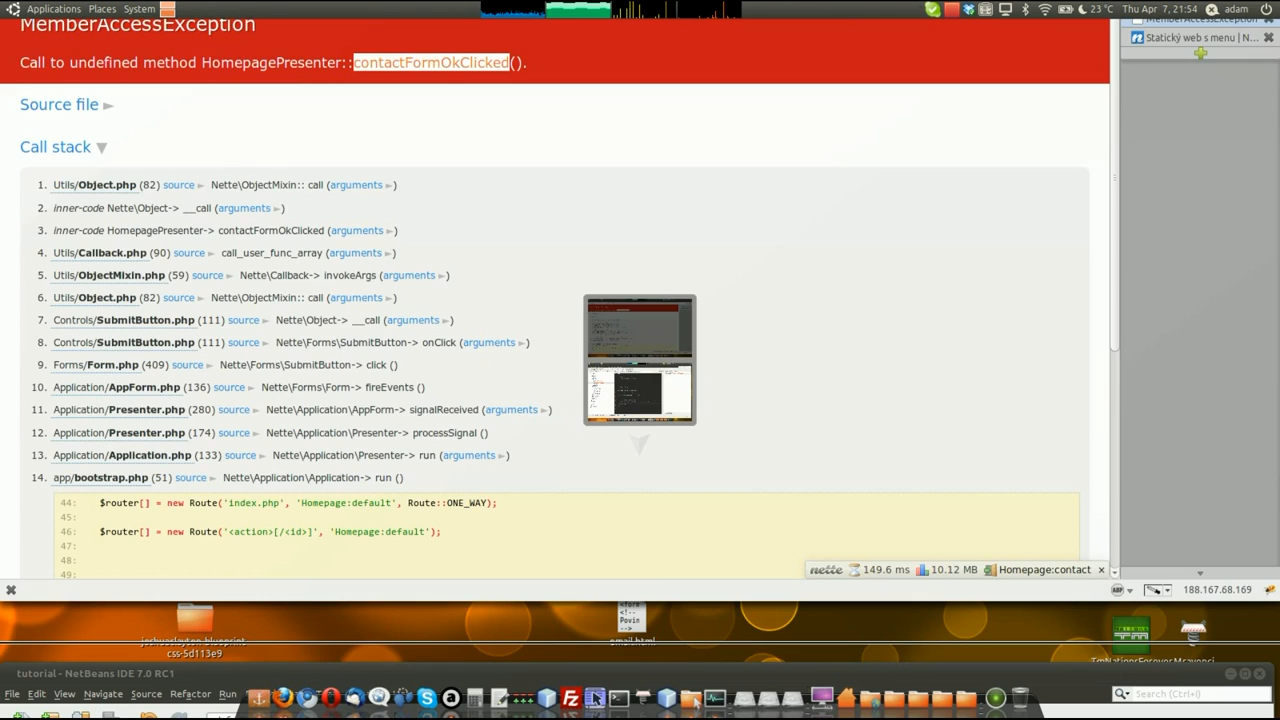 Applications Places System
23 °C Thu Apr 7, 21:54 adam
MemberAccessException
MemberAccessException
Statický web s menu | N...
Call to undefined method HomepagePresenter::contactFormOkClicked().
Source file ►
Call stack ▼
1. Utils/Object.php (82) source ► Nette\ObjectMixin:: call (arguments ►)
2. inner-code Nette\Object-> __call (arguments ►)
3. inner-code HomepagePresenter-> contactFormOkClicked (arguments ►)
4. Utils/Callback.php (90) source ► call_user_func_array (arguments ►)
5. Utils/ObjectMixin.php (59) source ► Nette\Callback-> invokeArgs (arguments ►)
6. Utils/Object.php (82) source ► Nette\ObjectMixin:: call (arguments ►)
7. Controls/SubmitButton.php (111) source ► Nette\Object-> __call (arguments ►)
8. Controls/SubmitButton.php (111) source ► Nette\Forms\SubmitButton-> onClick (arguments ►)
9. Forms/Form.php (409) source ► Nette\Forms\SubmitButton-> click ()
10. Application/AppForm.php (136) source ► Nette\Forms\Form-> fireEvents ()
11. Application/Presenter.php (280) source ► Nette\Application\AppForm-> signalReceived (arguments ►)
12. Application/Presenter.php (174) source ► Nette\Application\Presenter-> processSignal ()
13. Application/Application.php (133) source ► Nette\Application\Presenter-> run (arguments ►)
14. app/bootstrap.php (51) source ► Nette\Application\Application-> run ()
44: $router[] = new Route('index.php', 'Homepage:default', Route::ONE_WAY);
45:
46: $router[] = new Route('<action>[/<id>]', 'Homepage:default');
47:
48:
49:
nette 149.6 ms 10.12 MB Homepage:contact ×
ABP 188.167.68.169
<form
<!--
Povin
-->
joshuaclayton-blueprint-
css-5d113e9
email.html
tutorial - NetBeans IDE 7.0 RC1
File Edit View Navigate Source Refactor Run
Search (Ctrl+I)